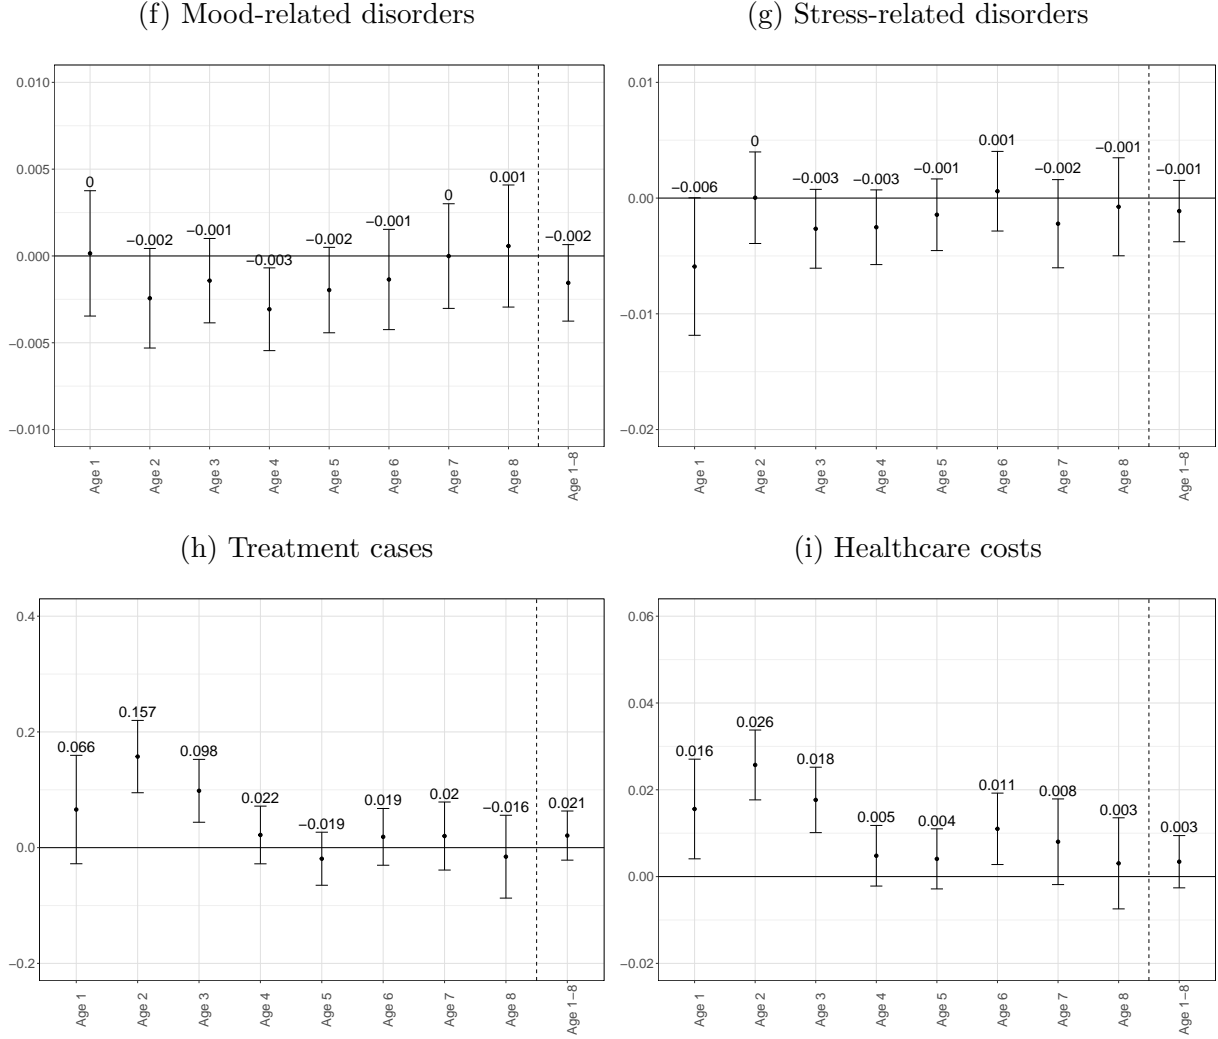 (f) Mood-related disorders
0.010
0.005
0.000
−0.005
−0.010
0
−0.002
−0.001
−0.003
−0.002
−0.001
0
0.001
−0.002
Age 1
Age 2
Age 3
Age 4
Age 5
Age 6
Age 7
Age 8
Age 1−8
(g) Stress-related disorders
0.01
0.00
−0.01
−0.02
−0.006
0
−0.003
−0.003
−0.001
0.001
−0.002
−0.001
−0.001
Age 1
Age 2
Age 3
Age 4
Age 5
Age 6
Age 7
Age 8
Age 1−8
(h) Treatment cases
0.4
0.2
0.0
−0.2
0.066
0.157
0.098
0.022
−0.019
0.019
0.02
−0.016
0.021
Age 1
Age 2
Age 3
Age 4
Age 5
Age 6
Age 7
Age 8
Age 1−8
(i) Healthcare costs
0.06
0.04
0.02
0.00
−0.02
0.016
0.026
0.018
0.005
0.004
0.011
0.008
0.003
0.003
Age 1
Age 2
Age 3
Age 4
Age 5
Age 6
Age 7
Age 8
Age 1−8